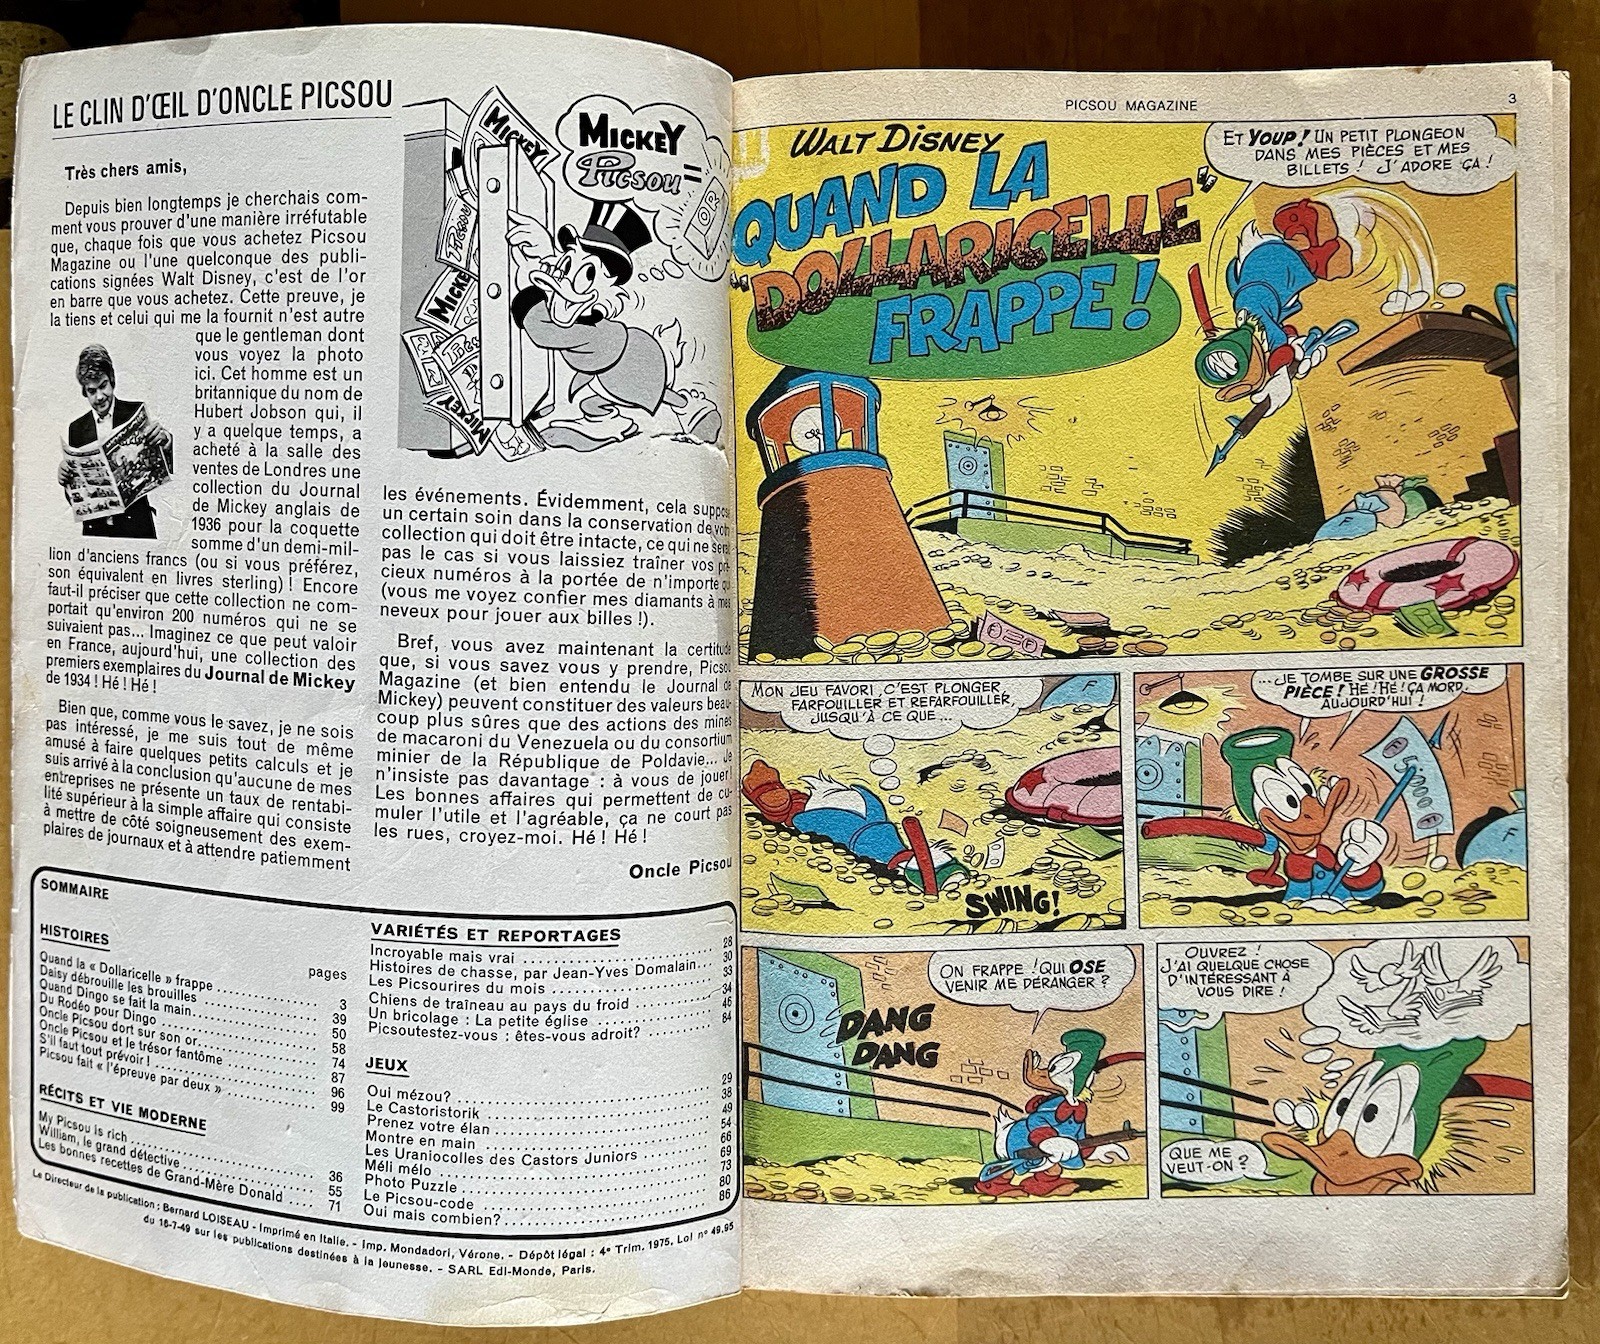 LE CLIN D'ŒIL D'ONCLE PICSOU
Très chers amis,
Depuis bien longtemps je cherchais com-
ment vous prouver d'une manière irréfutable
que, chaque fois que vous achetez Picsou
Magazine ou l'une quelconque des publi-
cations signées Walt Disney, c'est de l'or
en barre que vous achetez. Cette preuve, je
la tiens et celui qui me la fournit n'est autre
que le gentleman dont
vous voyez la photo
ici. Cet homme est un
britannique du nom de
Hubert Jobson qui, il
y a quelque temps, a
acheté à la salle des
ventes de Londres une
collection du Journal
de Mickey anglais de
1936 pour la coquette
somme d'un demi-mil-
lion d'anciens francs (ou si vous préférez,
son équivalent en livres sterling) ! Encore
faut-il préciser que cette collection ne com-
portait qu'environ 200 numéros qui ne se
suivaient pas... Imaginez ce que peut valoir
en France, aujourd'hui, une collection des
premiers exemplaires du Journal de Mickey
de 1934 ! Hé ! Hé !
Bien que, comme vous le savez, je ne sois
pas intéressé, je me suis tout de même
amusé à faire quelques petits calculs et je
suis arrivé à la conclusion qu'aucune de mes
entreprises ne présente un taux de rentabi-
lité supérieur à la simple affaire qui consiste
à mettre de côté soigneusement des exem-
plaires de journaux et à attendre patiemment
MICKEY
MICKEY
Picsou
=
OR
Picsou
MICKE
MICKEY
MICKEY
les événements. Évidemment, cela suppos
un certain soin dans la conservation de vot
collection qui doit être intacte, ce qui ne sera
pas le cas si vous laissiez traîner vos pré
cieux numéros à la portée de n'importe qu
(vous me voyez confier mes diamants à mes
neveux pour jouer aux billes !).
Bref, vous avez maintenant la certitude
que, si vous savez vous y prendre, Picsou
Magazine (et bien entendu le Journal de
Mickey) peuvent constituer des valeurs beau-
coup plus sûres que des actions des mines
de macaroni du Venezuela ou du consortium
minier de la République de Poldavie... Je
n'insiste pas davantage : à vous de jouer !
Les bonnes affaires qui permettent de cu-
muler l'utile et l'agréable, ça ne court pas
les rues, croyez-moi. Hé ! Hé !
Oncle Picsou
SOMMAIRE
HISTOIRES
pages
Quand la « Dollaricelle » frappe ........ 3
Daisy débrouille les brouilles ........ 39
Quand Dingo se fait la main ........ 50
Du Rodéo pour Dingo ........ 58
Oncle Picsou dort sur son or ........ 74
Oncle Picsou et le trésor fantôme ........ 87
S'il faut tout prévoir ! ........ 96
Picsou fait « l'épreuve par deux » ........ 99
RÉCITS ET VIE MODERNE
My Picsou is rich ........ 36
William, le grand détective ........ 55
Les bonnes recettes de Grand-Mère Donald ........ 71
VARIÉTÉS ET REPORTAGES
Incroyable mais vrai ........ 28
Histoires de chasse, par Jean-Yves Domalain ... 30
Les Picsourires du mois ........ 33
Chiens de traîneau au pays du froid ........ 34
Un bricolage : La petite église ........ 46
Picsoutestez-vous : êtes-vous adroit? ........ 84
JEUX
Oui mézou? ........ 29
Le Castoristorik ........ 38
Prenez votre élan ........ 49
Montre en main ........ 54
Les Uraniocolles des Castors Juniors ........ 66
Méli mélo ........ 69
Photo Puzzle ........ 73
Le Picsou-code ........ 80
Oui mais combien? ........ 86
Le Directeur de la publication : Bernard LOISEAU - Imprimé en Italie. - Imp. Mondadori, Vérone. - Dépôt légal : 4e Trim. 1975. Loi n° 49.95
du 16-7-49 sur les publications destinées à la jeunesse. - SARL Edi-Monde, Paris.
PICSOU MAGAZINE
3
WALT DISNEY
QUAND LA
"DOLLARICELLE"
FRAPPE !
ET YOUP ! UN PETIT PLONGEON
DANS MES PIÈCES ET MES
BILLETS ! J'ADORE ÇA !
F
MON JEU FAVORI, C'EST PLONGER,
FARFOUILLER ET REFARFOUILLER,
JUSQU'À CE QUE...
F
SWING!
...JE TOMBE SUR UNE GROSSE
PIÈCE ! HÉ ! HÉ ! ÇA MORD,
AUJOURD'HUI !
F
ON FRAPPE ! QUI OSE
VENIR ME DÉRANGER ?
DANG
DANG
OUVREZ !
J'AI QUELQUE CHOSE
D'INTÉRESSANT À
VOUS DIRE !
QUE ME
VEUT-ON ?